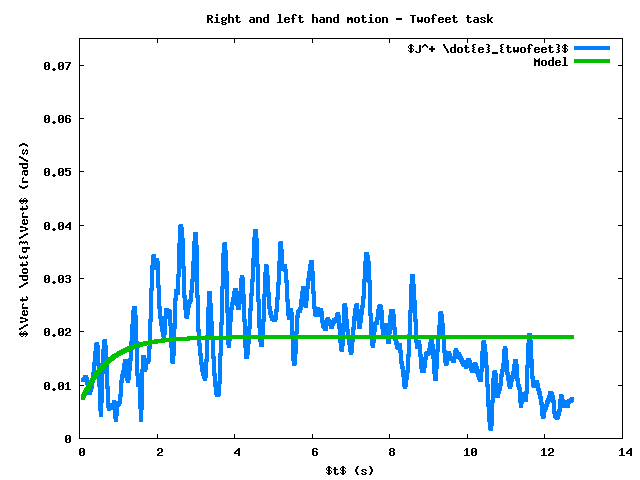 Right and left hand motion - Twofeet task
$J^+ \dot{e}_{twofeet}$
Model
0.07
0.06
0.05
0.04
0.03
0.02
0.01
0
$\Vert \dot{q}\Vert$ (rad/s)
0 2 4 6 8 10 12 14
$t$ (s)